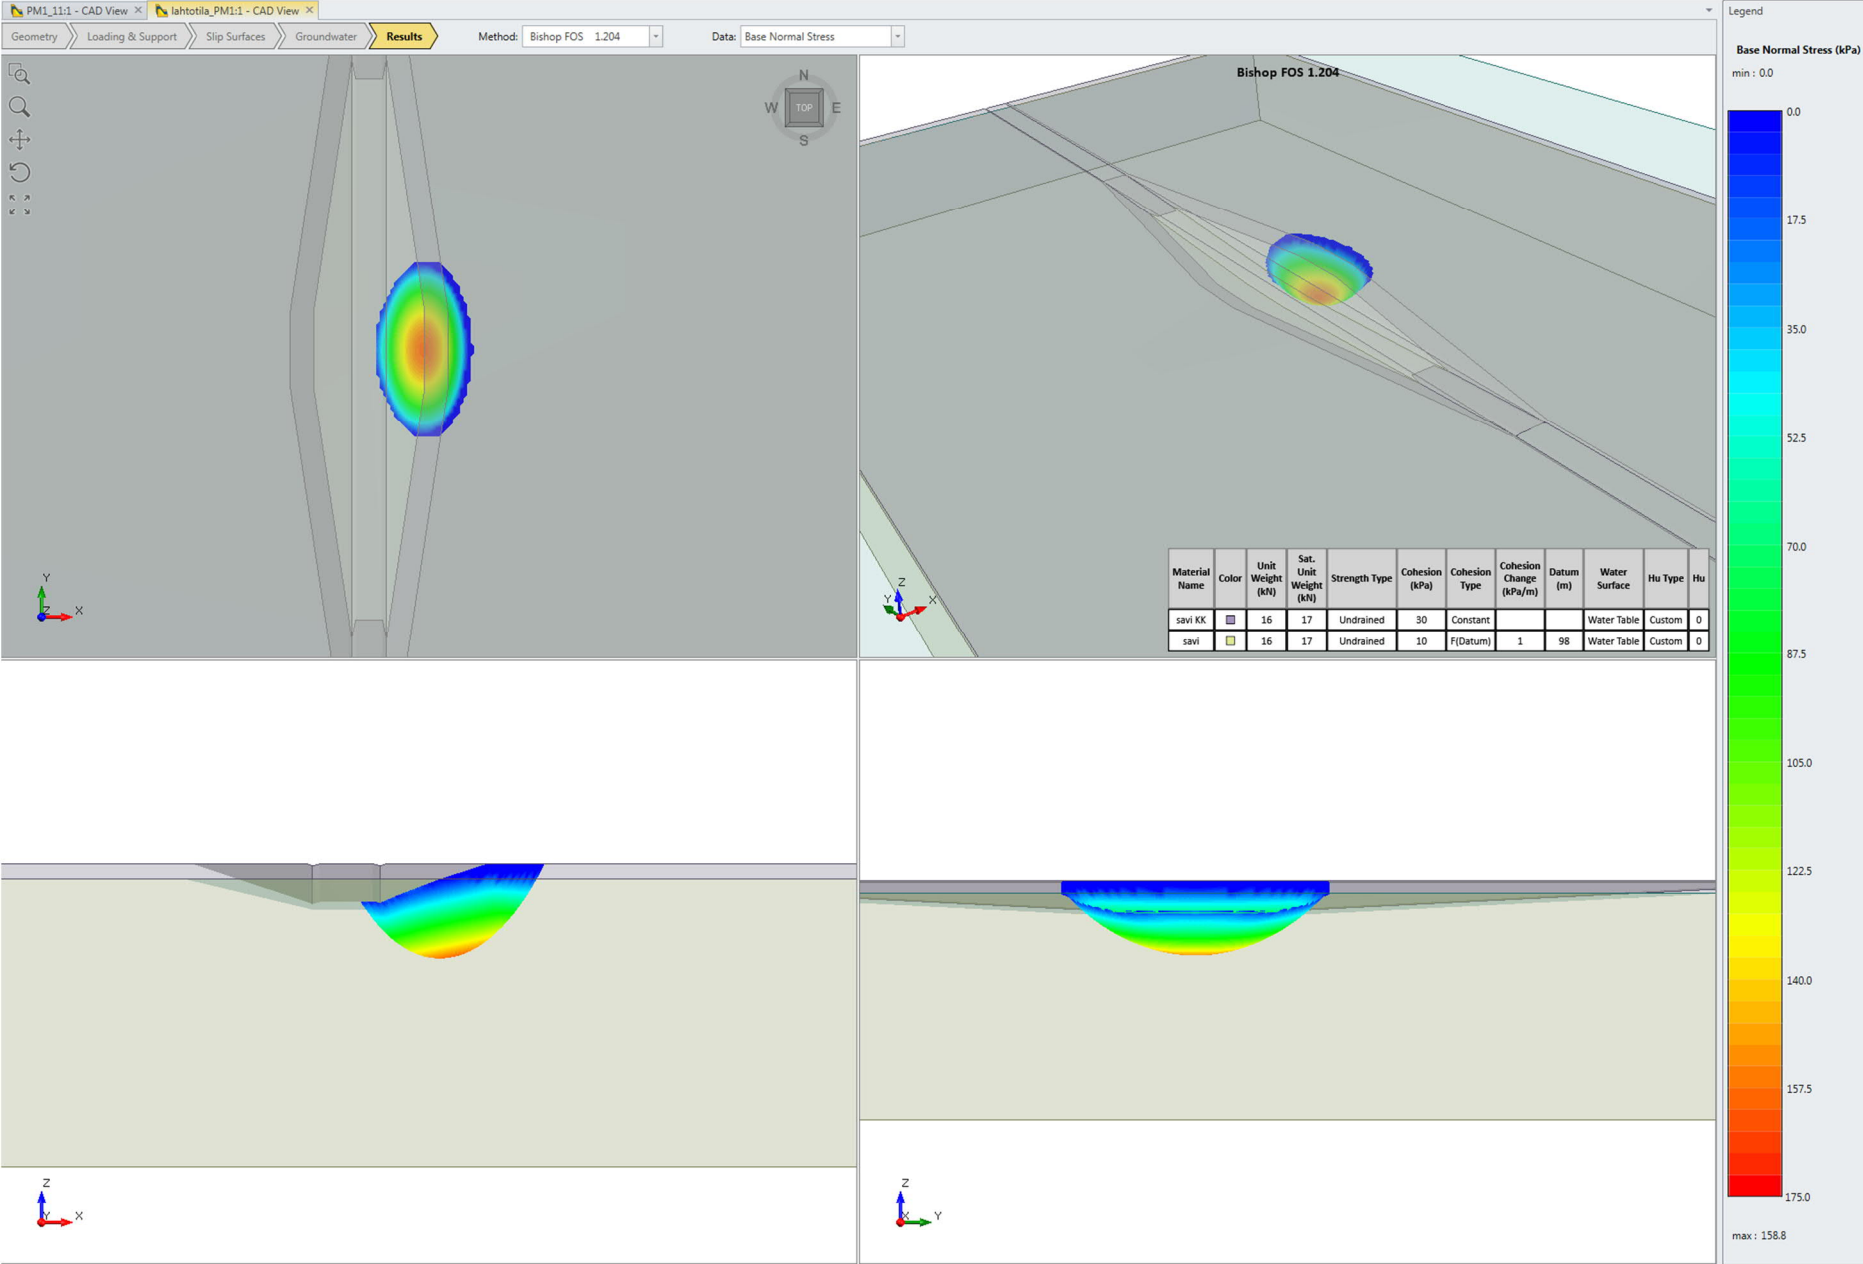 PM1_11:1 - CAD View
lahtotila_PM1:1 - CAD View
Geometry
Loading & Support
Slip Surfaces
Groundwater
Results
Method: Bishop FOS 1.204
Data: Base Normal Stress
N
W TOP E
S
Y
Z X
Bishop FOS 1.204
Z
Y X
Material Name Color Unit Weight (kN) Sat. Unit Weight (kN) Strength Type Cohesion (kPa) Cohesion Type Cohesion Change (kPa/m) Datum (m) Water Surface Hu Type Hu
savi KK 16 17 Undrained 30 Constant Water Table Custom 0
savi 16 17 Undrained 10 F(Datum) 1 98 Water Table Custom 0
Z
Y X
Z
X Y
Legend
Base Normal Stress (kPa)
min : 0.0
0.0
17.5
35.0
52.5
70.0
87.5
105.0
122.5
140.0
157.5
175.0
max : 158.8